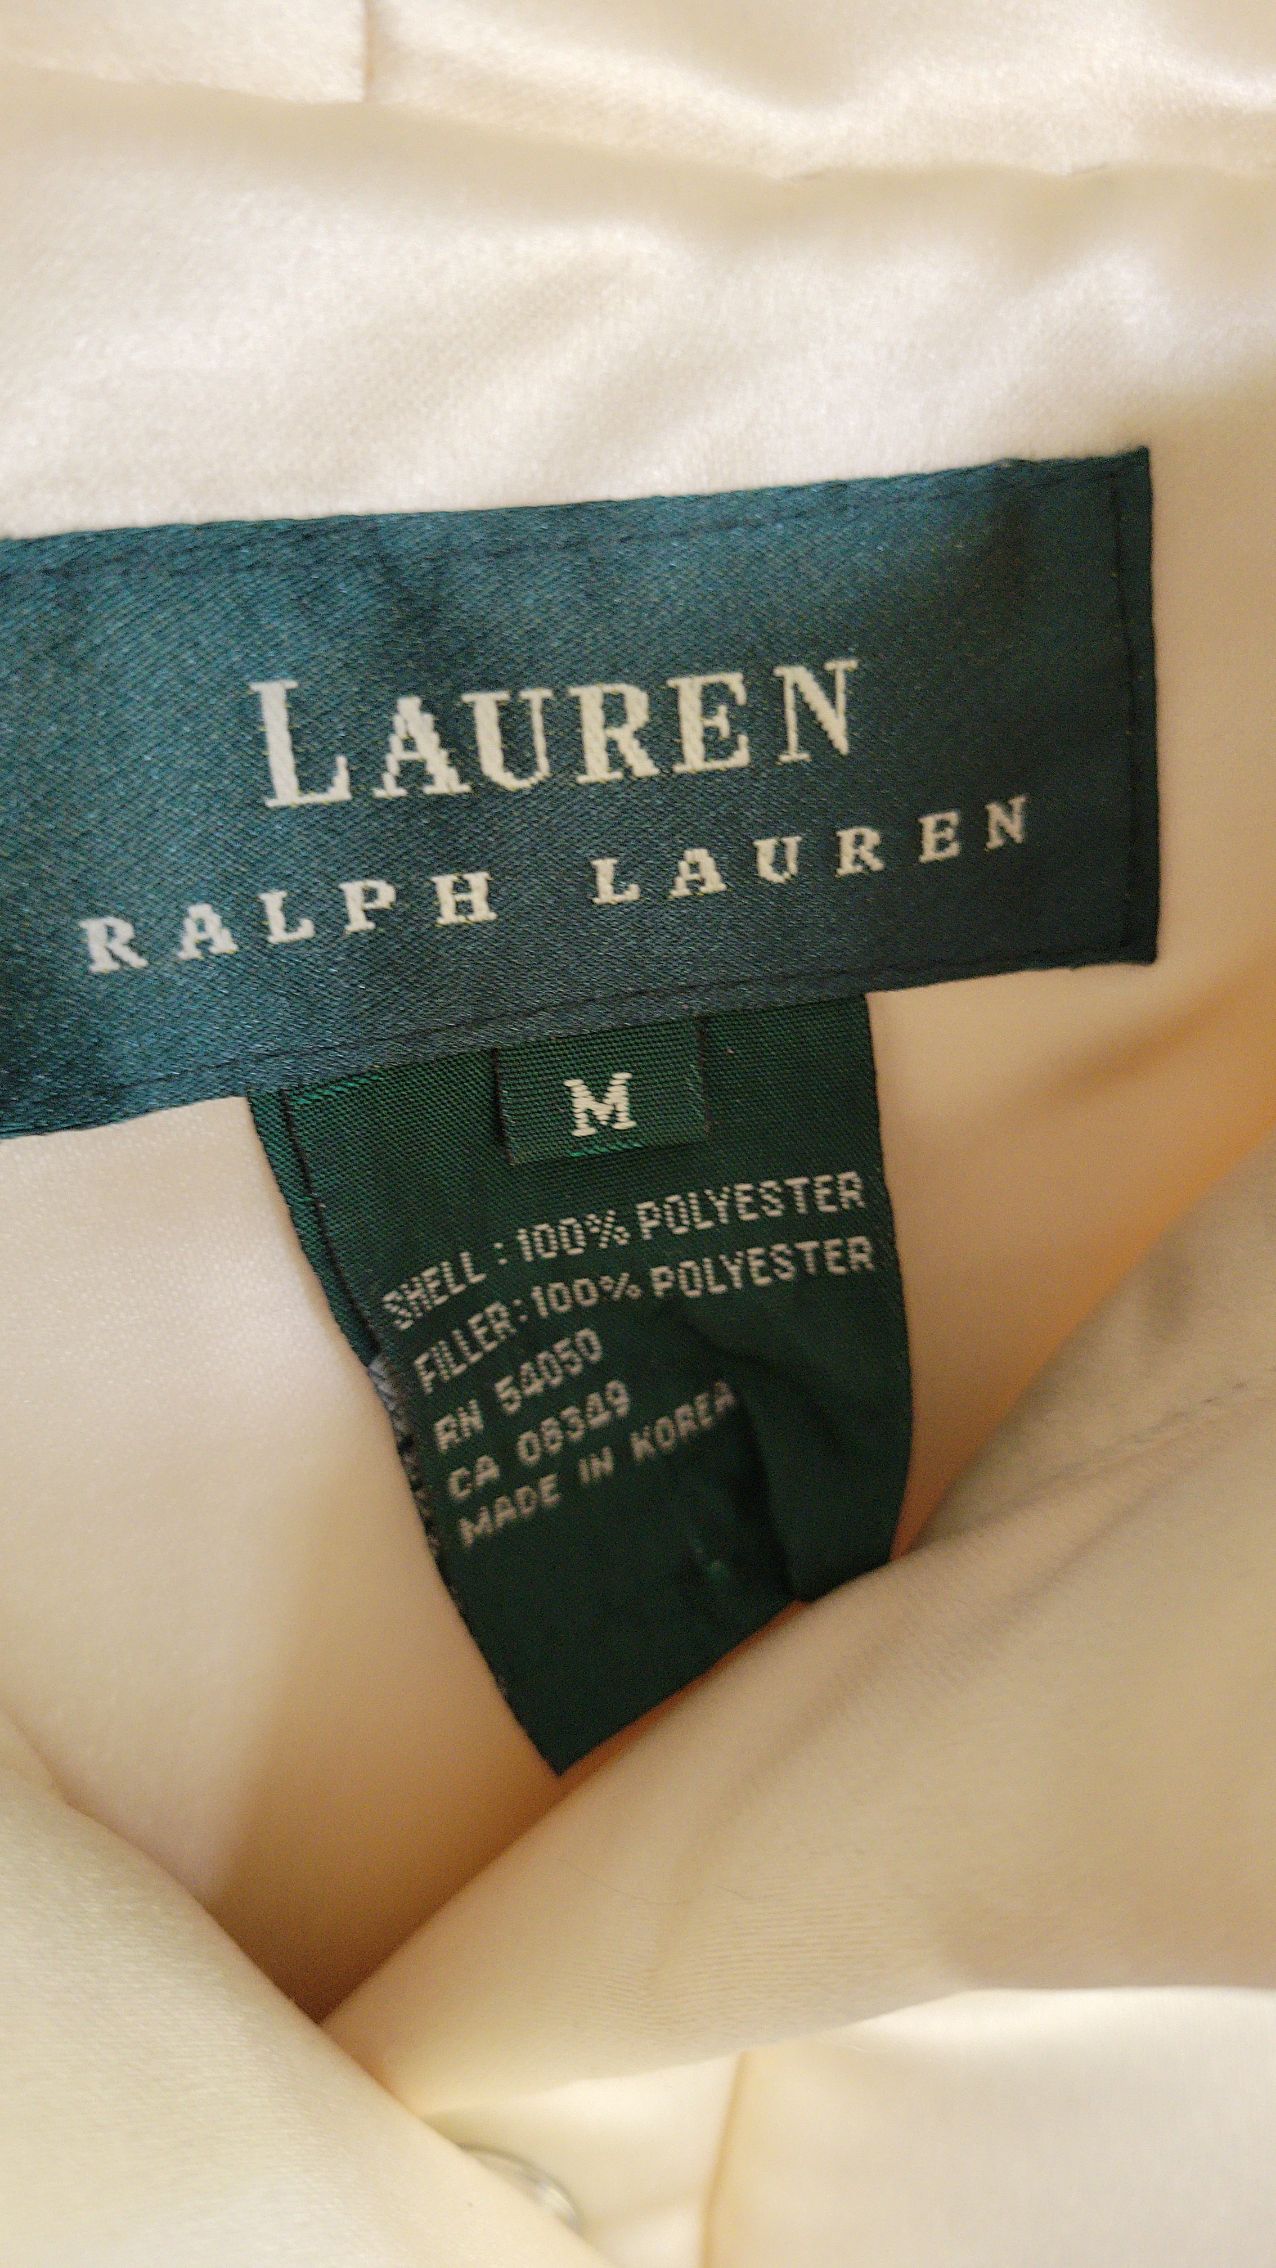 LAUREN
RALPH LAUREN
M
SHELL : 100% POLYESTER
FILLER : 100% POLYESTER
RN 54050
CA 08349
MADE IN KOREA